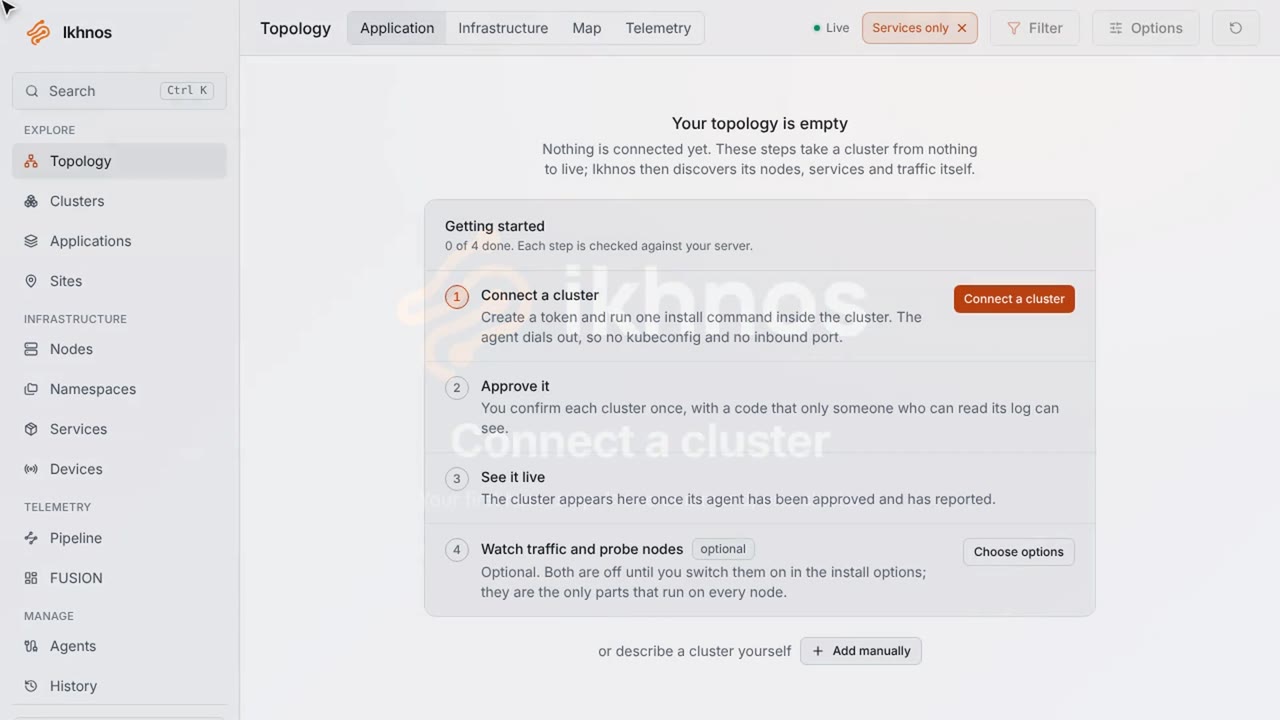 Ikhnos
Search
Ctrl K
EXPLORE
Topology
Clusters
Applications
Sites
INFRASTRUCTURE
Nodes
Namespaces
Services
Devices
TELEMETRY
Pipeline
FUSION
MANAGE
Agents
History
Topology
Application
Infrastructure
Map
Telemetry
Live
Services only
Filter
Options
Your topology is empty
Nothing is connected yet. These steps take a cluster from nothing
to live; Ikhnos then discovers its nodes, services and traffic itself.
Getting started
0 of 4 done. Each step is checked against your server.
ikhnos
1
Connect a cluster
Create a token and run one install command inside the cluster. The
agent dials out, so no kubeconfig and no inbound port.
Connect a cluster
2
Approve it
You confirm each cluster once, with a code that only someone who can read its log can
see.
Connect a cluster
3
See it live
The cluster appears here once its agent has been approved and has reported.
4
Watch traffic and probe nodes
optional
Optional. Both are off until you switch them on in the install options;
they are the only parts that run on every node.
Choose options
or describe a cluster yourself
Add manually